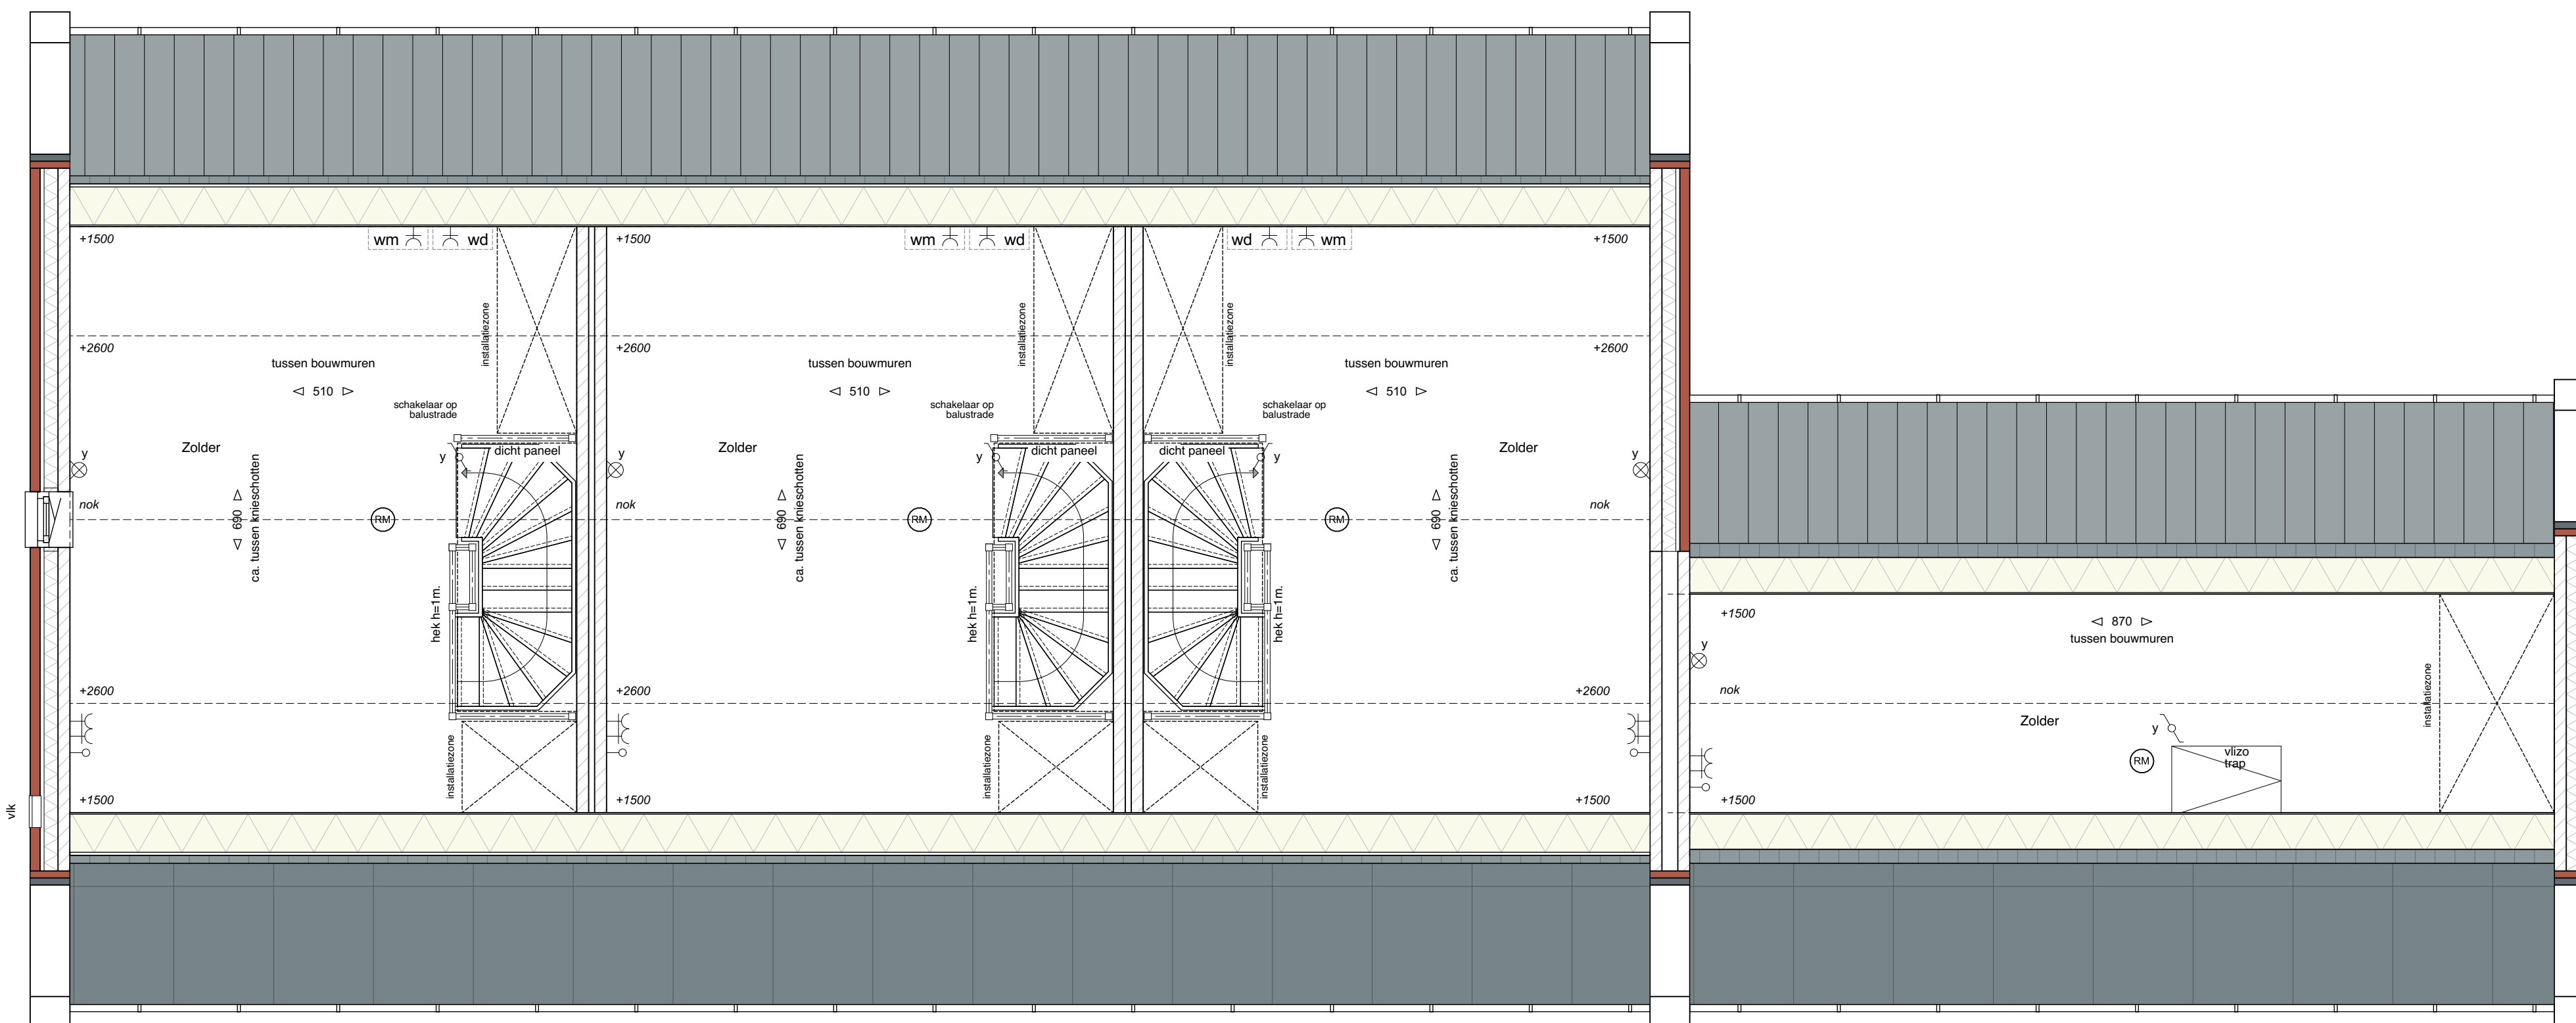 +1500
wm
wd
installatiezone
+2600
tussen bouwmuren
510
schakelaar op
balustrade
Zolder
y
y
dicht paneel
nok
690
ca. tussen knieschotten
RM
hek h=1m.
+2600
installatiezone
+1500
vlk
+1500
wm
wd
installatiezone
+2600
tussen bouwmuren
510
schakelaar op
balustrade
Zolder
y
y
dicht paneel
nok
690
ca. tussen knieschotten
RM
hek h=1m.
+2600
installatiezone
+1500
wd
wm
+1500
installatiezone
+2600
tussen bouwmuren
510
schakelaar op
balustrade
Zolder
dicht paneel
y
y
nok
690
ca. tussen knieschotten
RM
hek h=1m.
+2600
installatiezone
+1500
+1500
870
tussen bouwmuren
y
nok
installatiezone
Zolder
y
RM
vlizo
trap
+1500